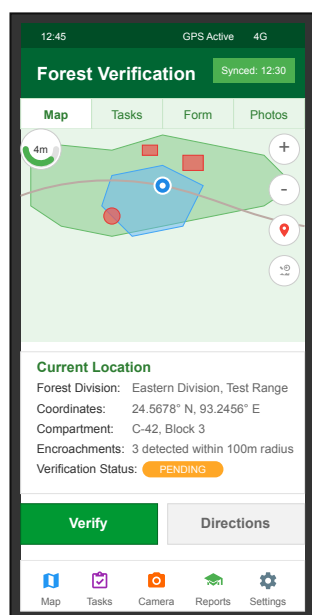 12:45 GPS Active 4G
Forest Verification Synced: 12:30
Map Tasks Form Photos
4m +
-
Current Location
Forest Division: Eastern Division, Test Range
Coordinates: 24.5678° N, 93.2456° E
Compartment: C-42, Block 3
Encroachments: 3 detected within 100m radius
Verification Status: PENDING
Verify Directions
Map Tasks Camera Reports Settings